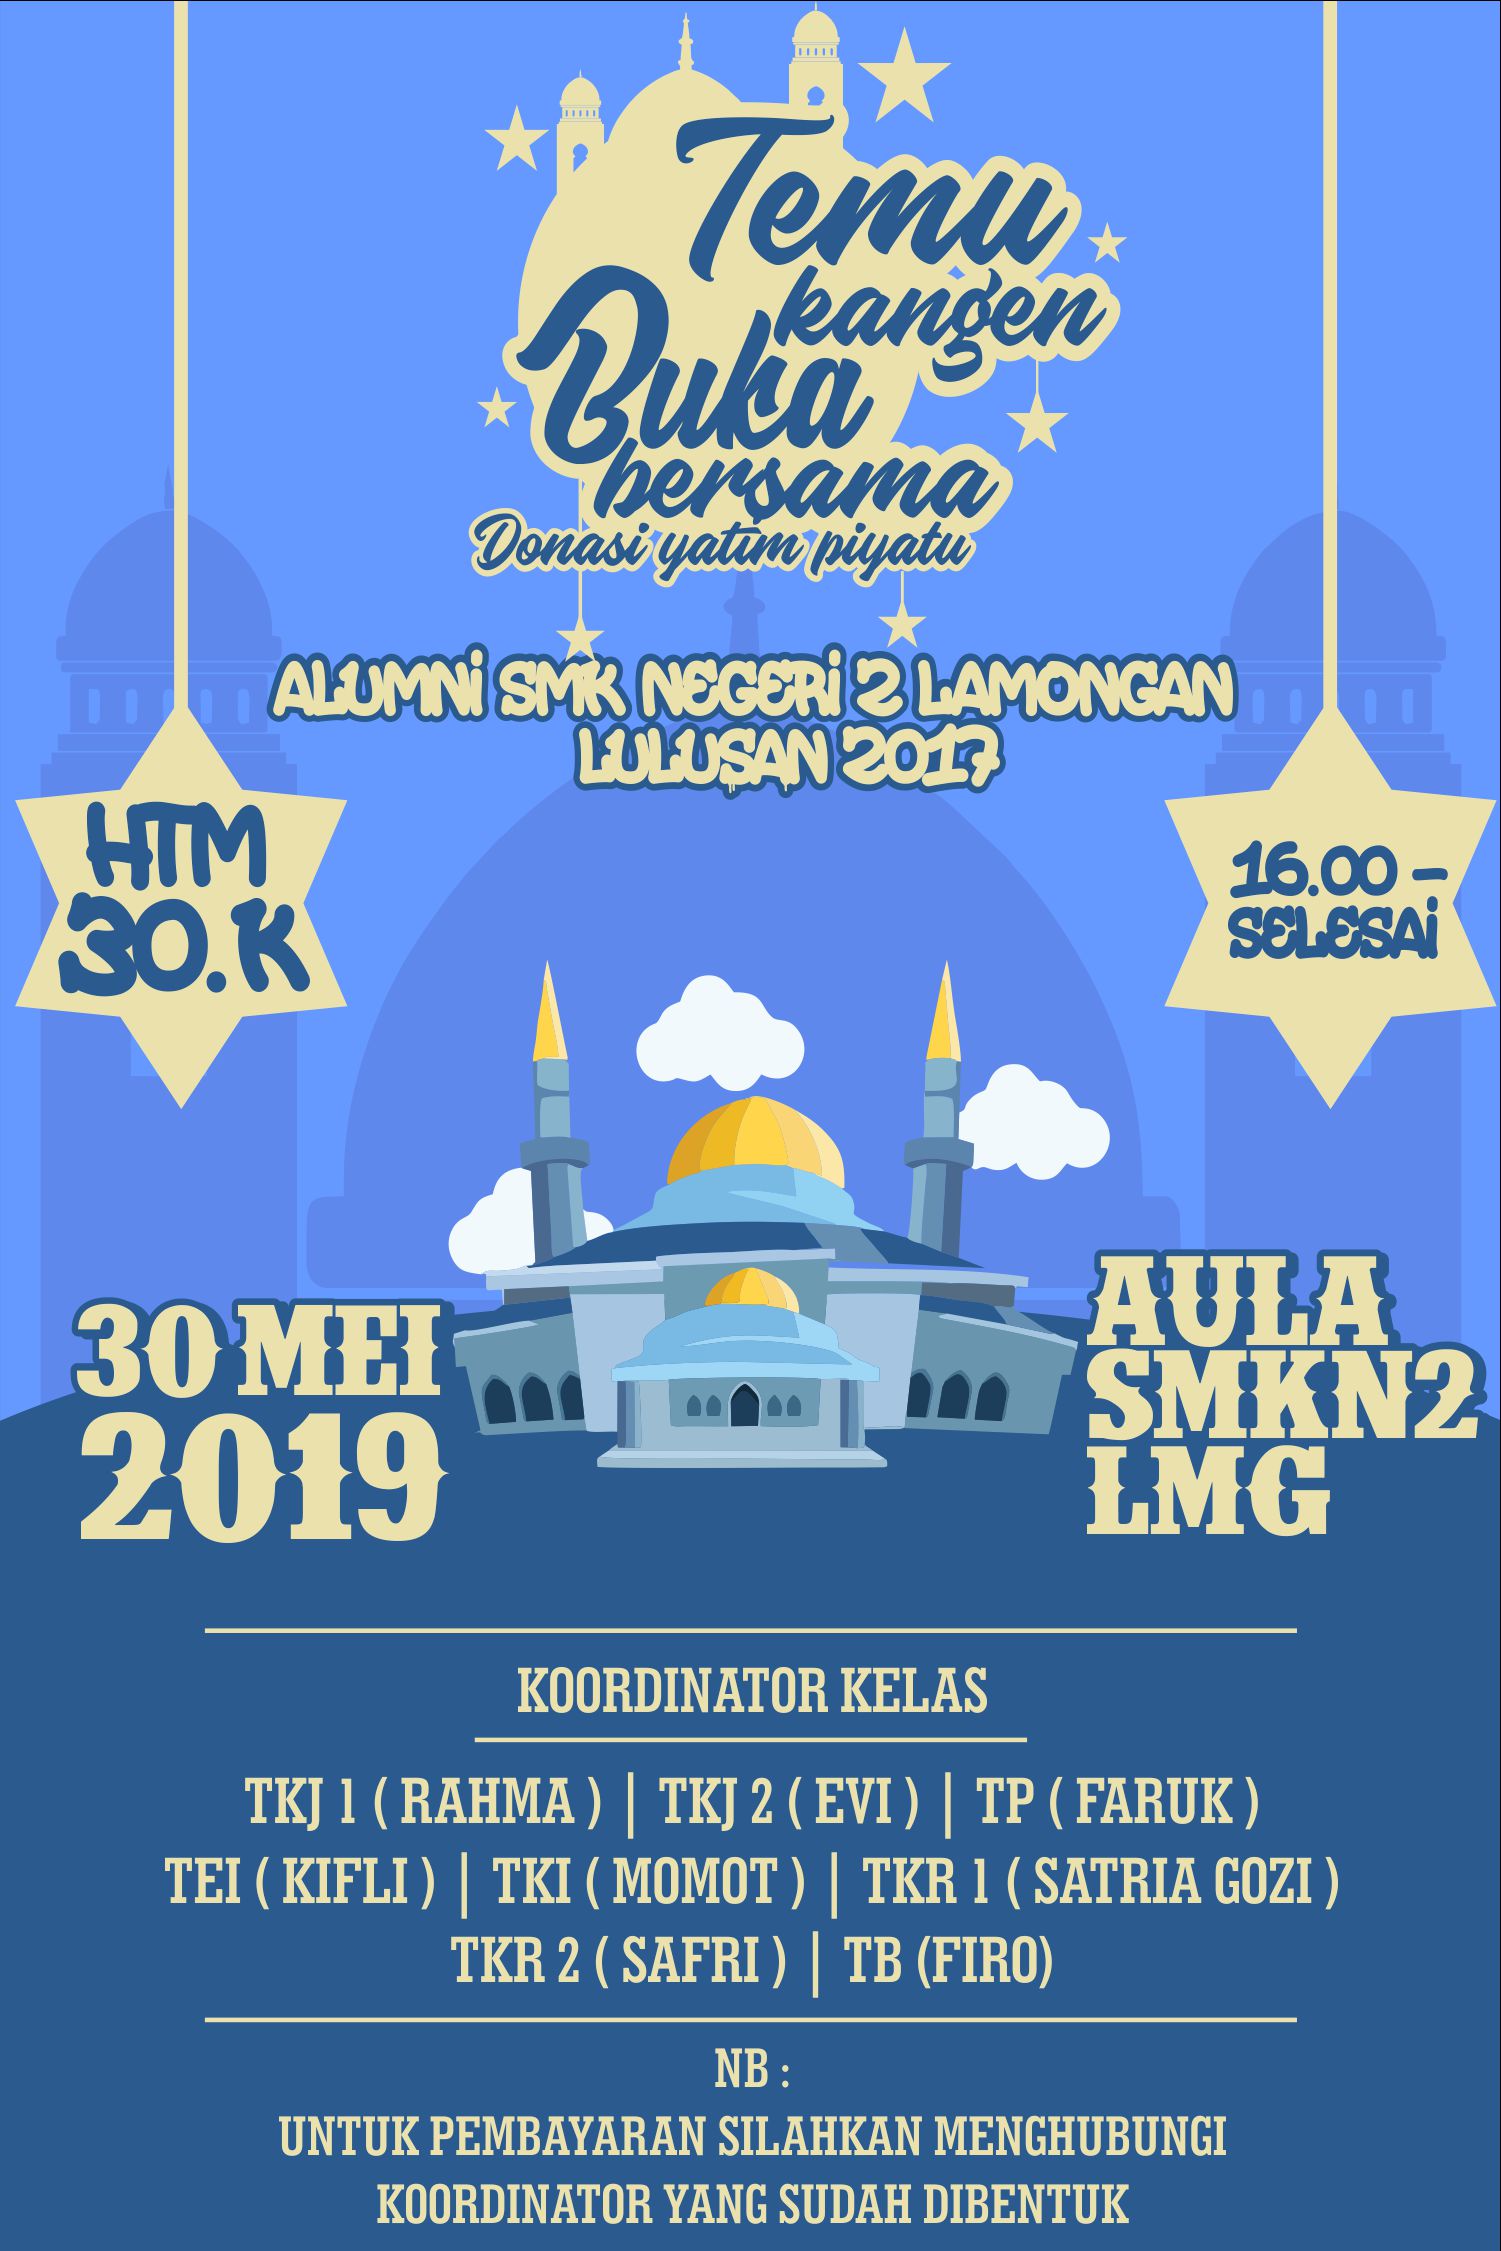 Temu
kangen
Buka
bersama
Donasi yatim piyatu
ALUMNi SMK NEGERi 2 LAMONGAN
LULUSAN 2017
HTM
30.K
16.00 –
SELESAi
30 MEI
2019
AULA
SMKN2
LMG
KOORDINATOR KELAS
TKJ 1 ( RAHMA ) | TKJ 2 ( EVI ) | TP ( FARUK )
TEI ( KIFLI ) | TKI ( MOMOT ) | TKR 1 ( SATRIA GOZI )
TKR 2 ( SAFRI ) | TB (FIRO)
NB :
UNTUK PEMBAYARAN SILAHKAN MENGHUBUNGI
KOORDINATOR YANG SUDAH DIBENTUK